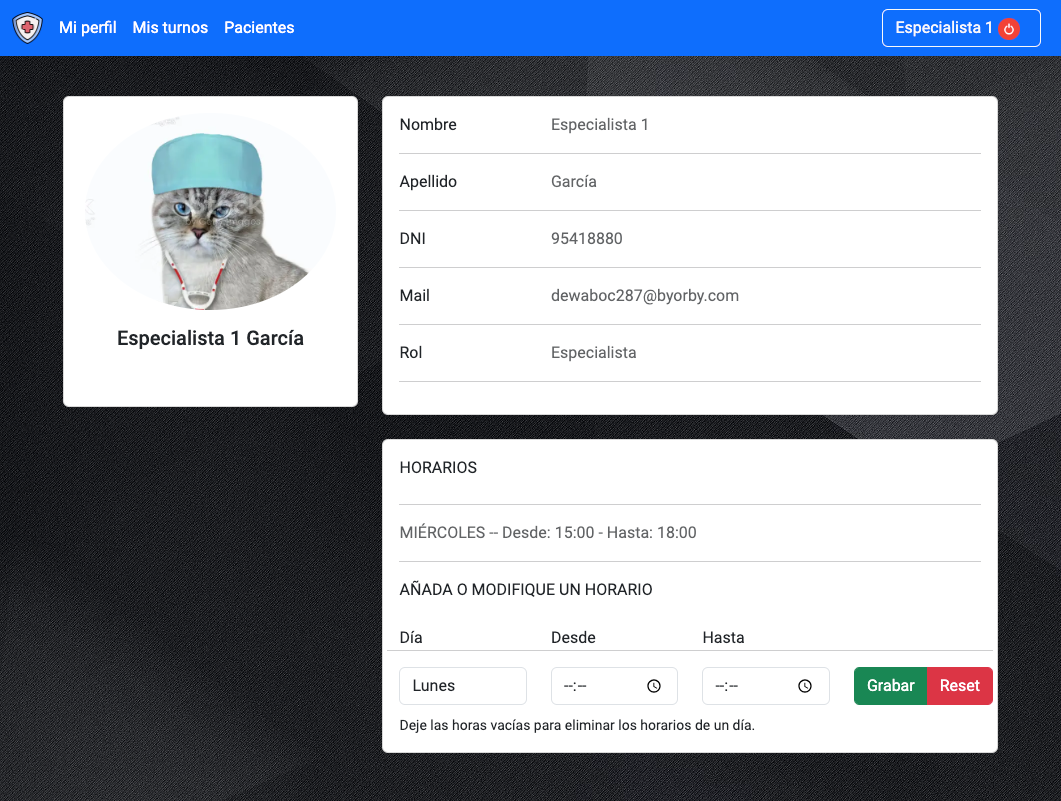 Mi perfil Mis turnos Pacientes Especialista 1
Especialista 1 García
Nombre Especialista 1
Apellido García
DNI 95418880
Mail dewaboc287@byorby.com
Rol Especialista
HORARIOS
MIÉRCOLES -- Desde: 15:00 - Hasta: 18:00
AÑADA O MODIFIQUE UN HORARIO
Día Desde Hasta
Lunes --:-- --:-- Grabar Reset
Deje las horas vacías para eliminar los horarios de un día.